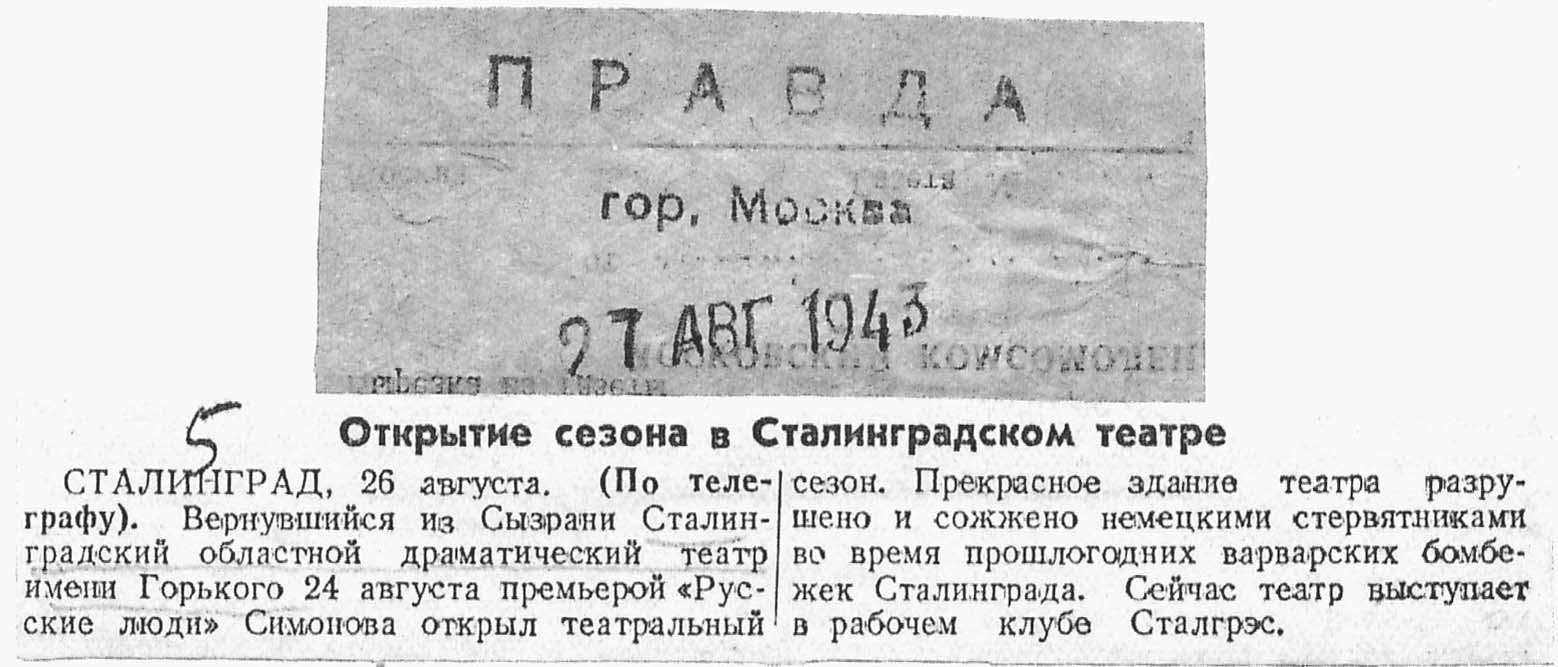 ПРАВДА
гор. Москва
27 АВГ 1943
5
Открытие сезона в Сталинградском театре
СТАЛИНГРАД, 26 августа. (По теле-
графу). Вернувшийся из Сызрани Сталин-
градский областной драматический театр
имени Горького 24 августа премьерой «Рус-
ские люди» Симонова открыл театральный
сезон. Прекрасное здание театра разру-
шено и сожжено немецкими стервятниками
во время прошлогодних варварских бомбе-
жек Сталинграда. Сейчас театр выступает
в рабочем клубе Сталгрэс.